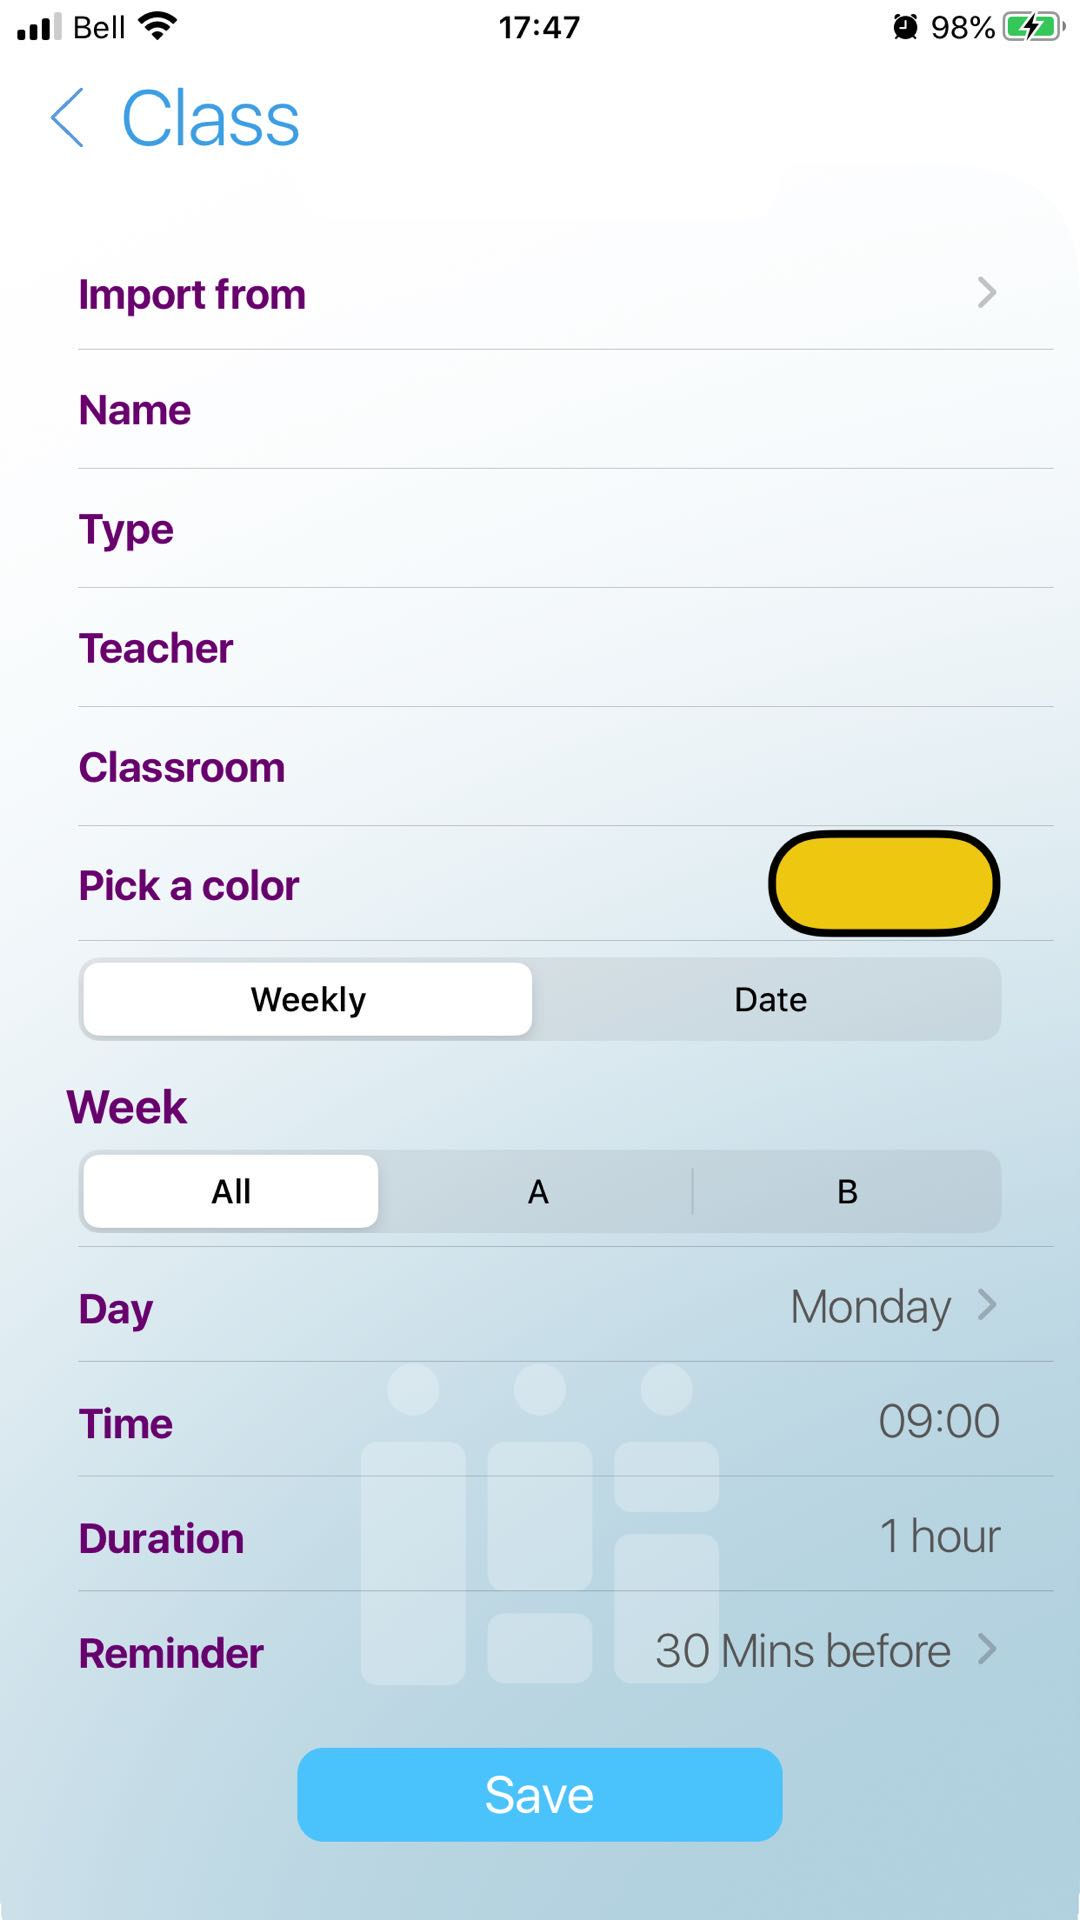 Bell 17:47 98%
Class
Import from
Name
Type
Teacher
Classroom
Pick a color
Weekly Date
Week
All A B
Day Monday
Time 09:00
Duration 1 hour
Reminder 30 Mins before
Save